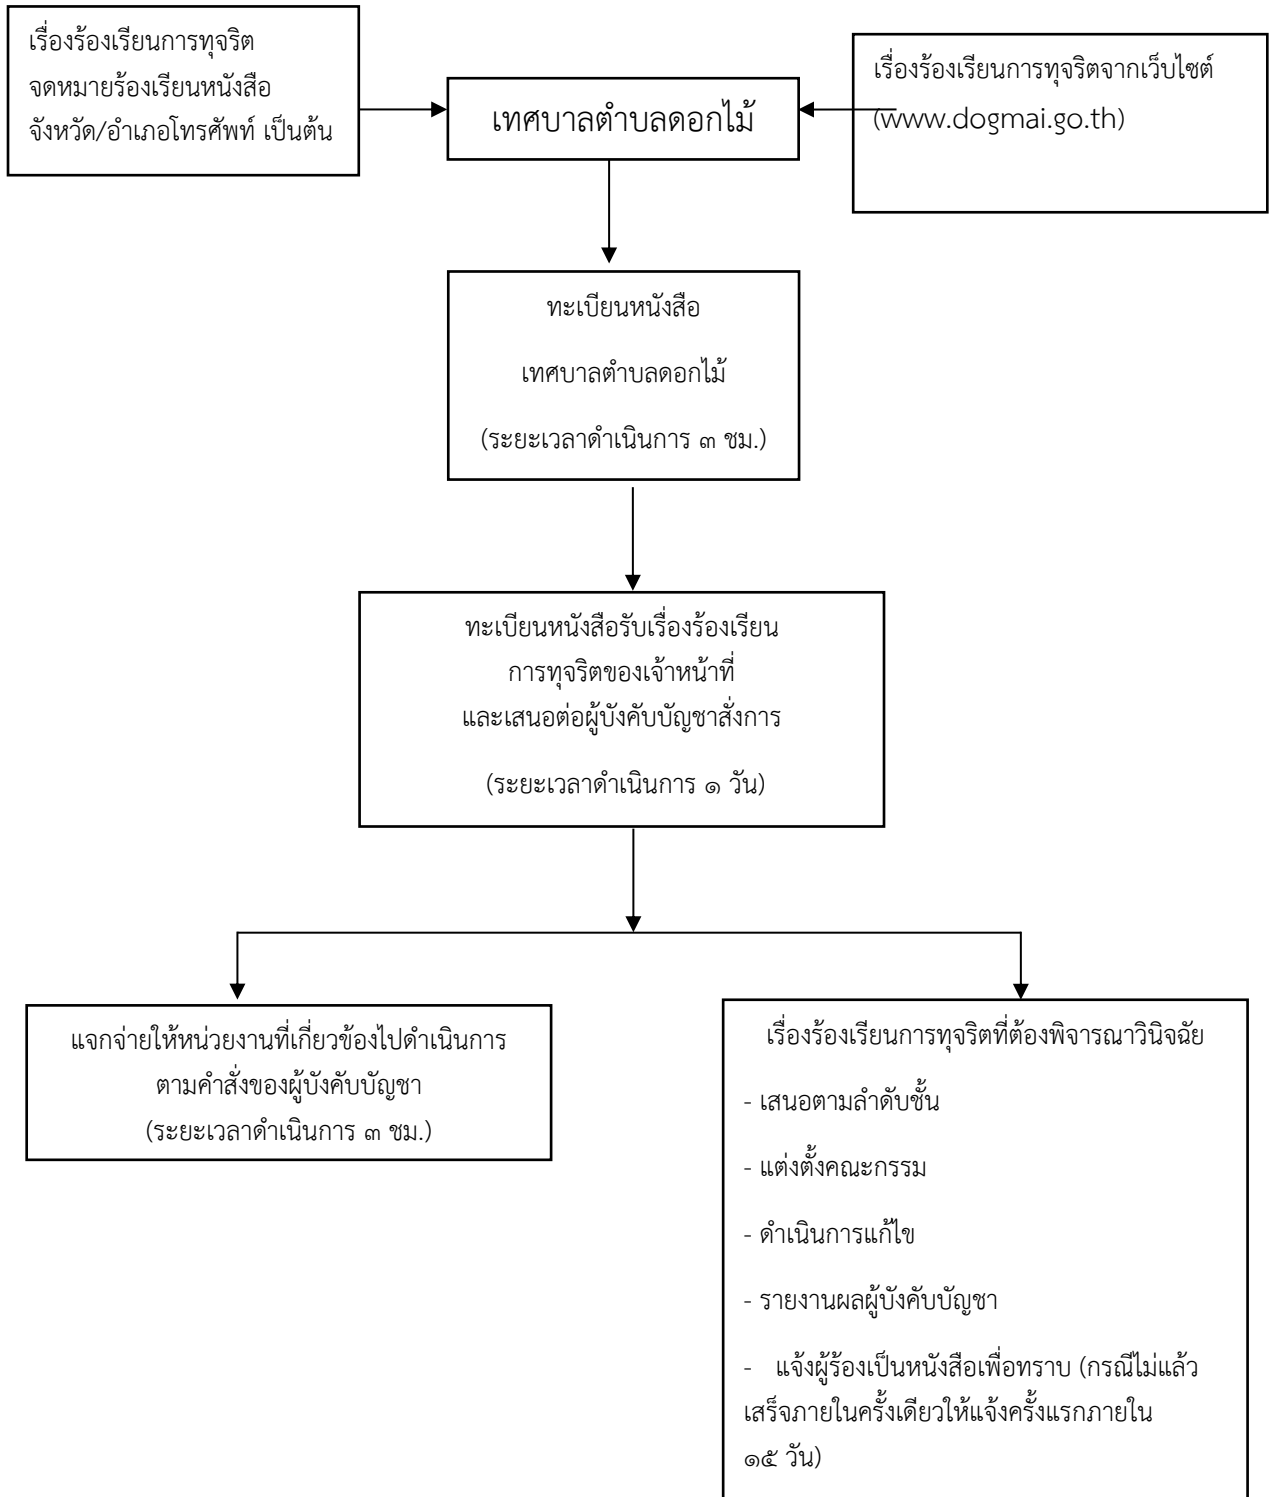 เรื่องร้องเรียนการทุจริต
จดหมายร้องเรียนหนังสือ
จังหวัด/อำเภอโทรศัพท์ เป็นต้น
เทศบาลตำบลดอกไม้
เรื่องร้องเรียนการทุจริตจากเว็บไซต์
(www.dogmai.go.th)
ทะเบียนหนังสือ
เทศบาลตำบลดอกไม้
(ระยะเวลาดำเนินการ ๓ ชม.)
ทะเบียนหนังสือรับเรื่องร้องเรียน
การทุจริตของเจ้าหน้าที่
และเสนอต่อผู้บังคับบัญชาสั่งการ
(ระยะเวลาดำเนินการ ๑ วัน)
แจกจ่ายให้หน่วยงานที่เกี่ยวข้องไปดำเนินการ
ตามคำสั่งของผู้บังคับบัญชา
(ระยะเวลาดำเนินการ ๓ ชม.)
เรื่องร้องเรียนการทุจริตที่ต้องพิจารณาวินิจฉัย
- เสนอตามลำดับชั้น
- แต่งตั้งคณะกรรม
- ดำเนินการแก้ไข
- รายงานผลผู้บังคับบัญชา
- แจ้งผู้ร้องเป็นหนังสือเพื่อทราบ (กรณีไม่แล้ว
เสร็จภายในครั้งเดียวให้แจ้งครั้งแรกภายใน
๑๕ วัน)